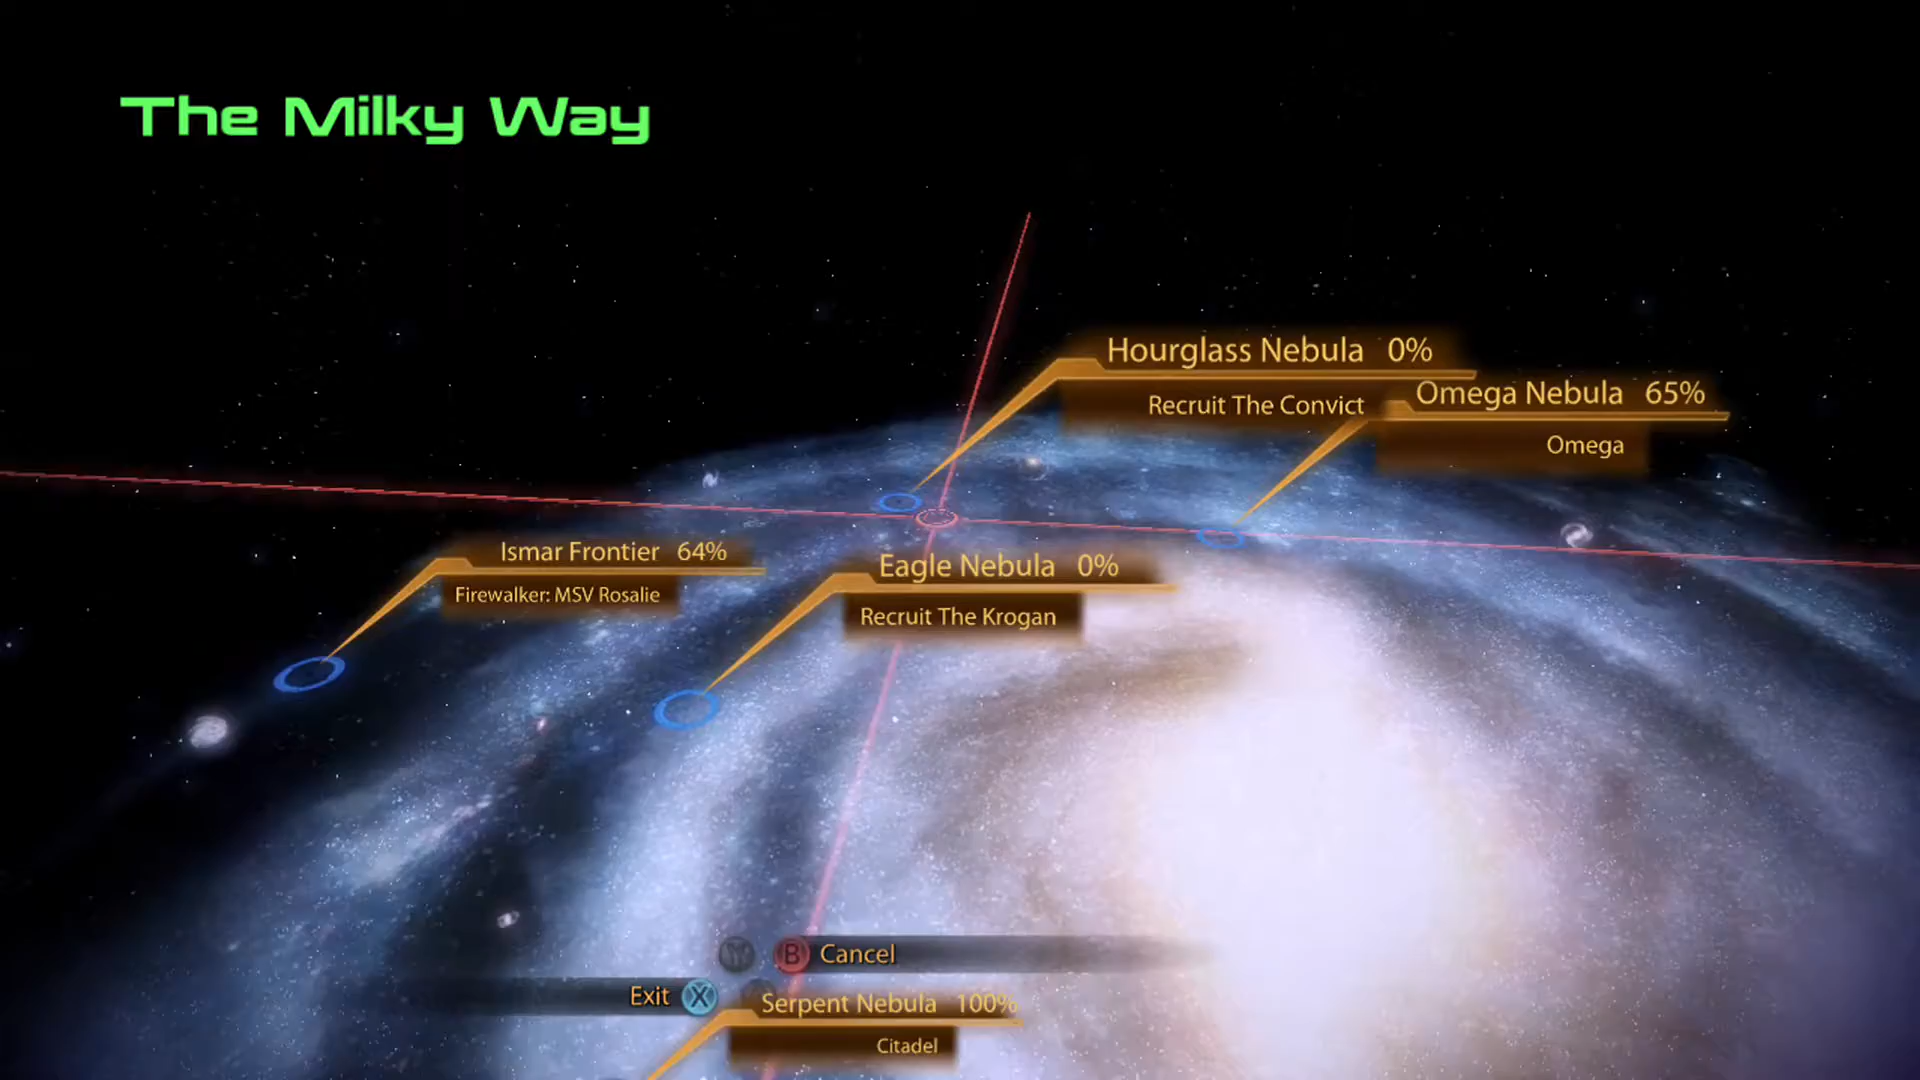 The Milky Way
Hourglass Nebula 0%
Recruit The Convict
Omega Nebula 65%
Omega
Ismar Frontier 64%
Firewalker: MSV Rosalie
Eagle Nebula 0%
Recruit The Krogan
Y B Cancel
Exit X
Serpent Nebula 100%
Citadel